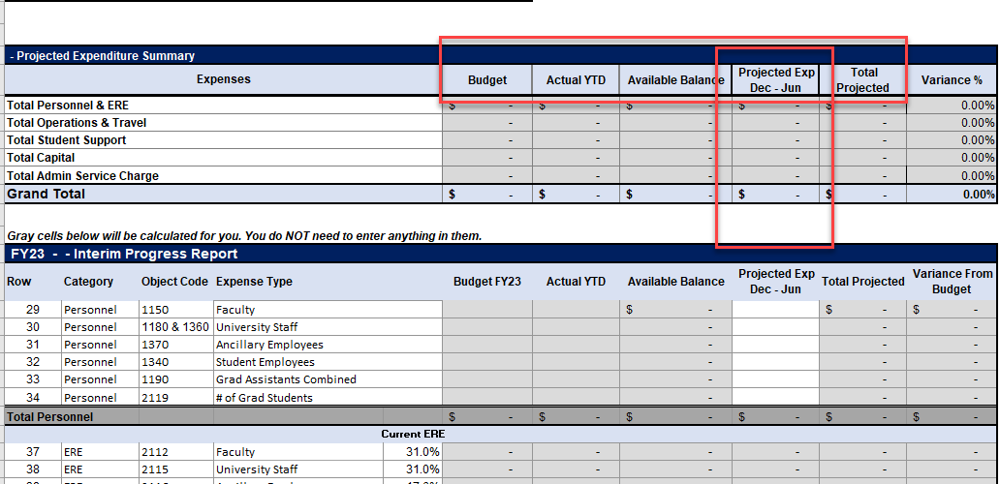 - Projected Expenditure Summary
Expenses Budget Actual YTD Available Balance Projected Exp Dec - Jun Total Projected Variance %
Total Personnel & ERE $ - $ - $ - $ - $ - 0.00%
Total Operations & Travel - - - - - 0.00%
Total Student Support - - - - - 0.00%
Total Capital - - - - - 0.00%
Total Admin Service Charge - - - - - 0.00%
Grand Total $ - $ - $ - $ - $ - 0.00%
Gray cells below will be calculated for you. You do NOT need to enter anything in them.
FY23 - - Interim Progress Report
Row Category Object Code Expense Type Budget FY23 Actual YTD Available Balance Projected Exp Dec - Jun Total Projected Variance From Budget
29 Personnel 1150 Faculty $ - $ - $ -
30 Personnel 1180 & 1360 University Staff - - -
31 Personnel 1370 Ancillary Employees - - -
32 Personnel 1340 Student Employees - - -
33 Personnel 1190 Grad Assistants Combined - - -
34 Personnel 2119 # of Grad Students - - -
Total Personnel $ - $ - $ - $ - $ - $ -
Current ERE
37 ERE 2112 Faculty 31.0% - - - - - -
38 ERE 2115 University Staff 31.0% - - - - - -